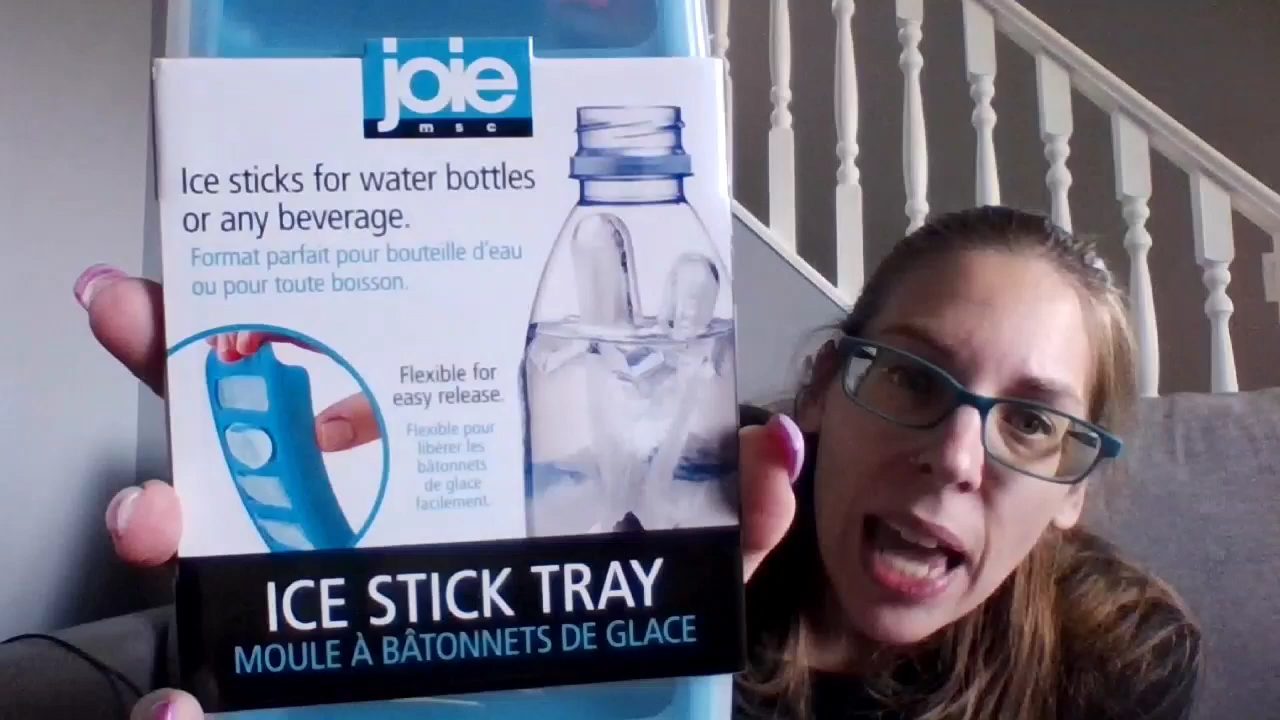 joie
msc
Ice sticks for water bottles
or any beverage.
Format parfait pour bouteille d'eau
ou pour toute boisson.
Flexible for
easy release.
Flexible pour
libérer les
bâtonnets
de glace
facilement.
ICE STICK TRAY
MOULE À BÂTONNETS DE GLACE